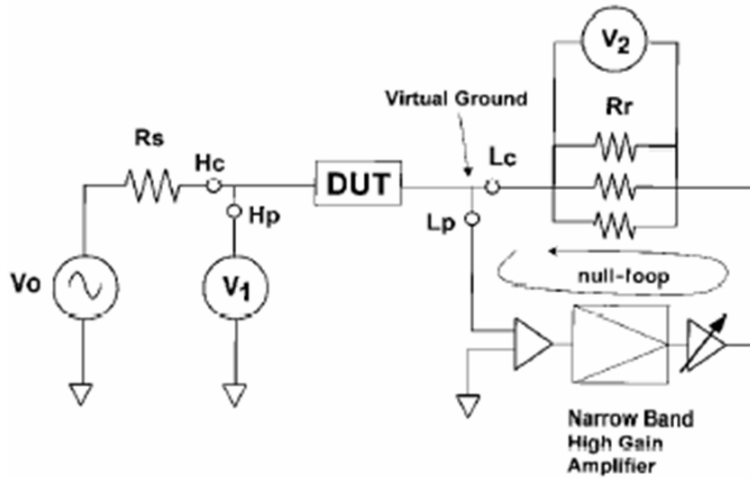 V2
Rr
Virtual Ground
Rs
Hc
Lc
DUT
Hp
Lp
Vo
V1
null-loop
Narrow Band
High Gain
Amplifier